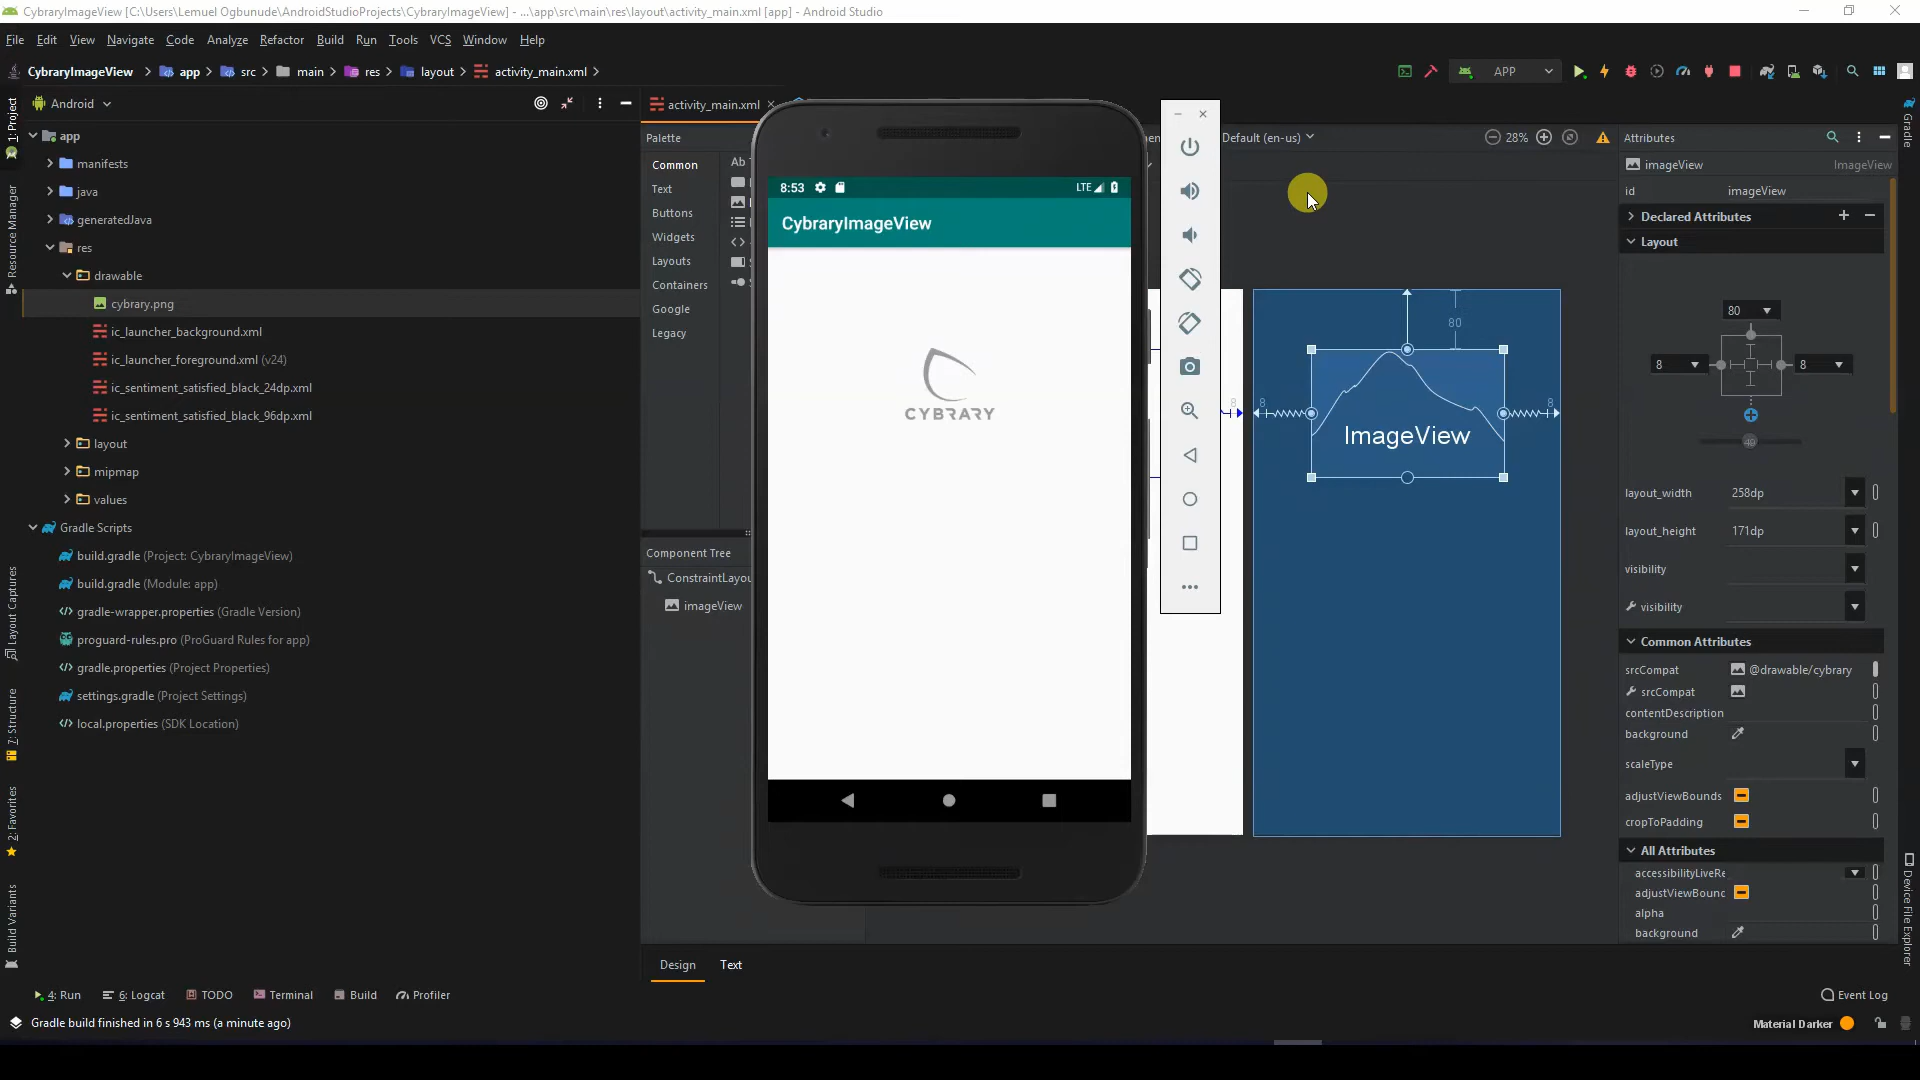 CybraryImageView [C:\Users\Lemuel Ogbunude\AndroidStudioProjects\CybraryImageView] - ...\app\src\main\res\layout\activity_main.xml [app] - Android Studio
File Edit View Navigate Code Analyze Refactor Build Run Tools VCS Window Help
CybraryImageView app src main res layout activity_main.xml APP
Android
activity_main.xml
app
manifests
java
generatedJava
res
drawable
cybrary.png
ic_launcher_background.xml
ic_launcher_foreground.xml (v24)
ic_sentiment_satisfied_black_24dp.xml
ic_sentiment_satisfied_black_96dp.xml
layout
mipmap
values
Gradle Scripts
build.gradle (Project: CybraryImageView)
build.gradle (Module: app)
gradle-wrapper.properties (Gradle Version)
proguard-rules.pro (ProGuard Rules for app)
gradle.properties (Project Properties)
settings.gradle (Project Settings)
local.properties (SDK Location)
1: Project
Resource Manager
Layout Captures
7: Structure
2: Favorites
Build Variants
Palette
Common
Text
Buttons
Widgets
Layouts
Containers
Google
Legacy
Ab
Component Tree
ConstraintLayou
imageView
8:53 LTE
CybraryImageView
CYBRARY
Default (en-us) 28%
80
8 8 8
ImageView
Attributes
imageView ImageView
id imageView
Declared Attributes
Layout
80
8 8
layout_width 258dp
layout_height 171dp
visibility
visibility
Common Attributes
srcCompat @drawable/cybrary
srcCompat
contentDescription
background
scaleType
adjustViewBounds
cropToPadding
All Attributes
accessibilityLiveRe
adjustViewBounc
alpha
background
Gradle
Device File Explorer
Design Text
4: Run 6: Logcat TODO Terminal Build Profiler Event Log
Gradle build finished in 6 s 943 ms (a minute ago) Material Darker